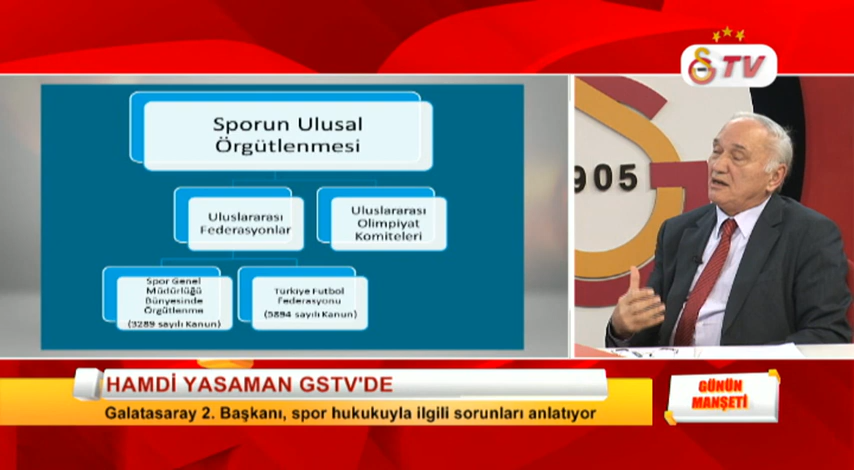 TV
905
Sporun Ulusal
Örgütlenmesi
Uluslararası
Federasyonlar
Uluslararası
Olimpiyat
Komiteleri
Spor Genel
Müdürlüğü
Bünyesinde
Örgütlenme
(3289 sayılı Kanun)
Türkiye Futbol
Federasyonu
(5894 sayılı Kanun)
HAMDİ YASAMAN GSTV'DE
Galatasaray 2. Başkanı, spor hukukuyla ilgili sorunları anlatıyor
GÜNÜN
MANŞETİ